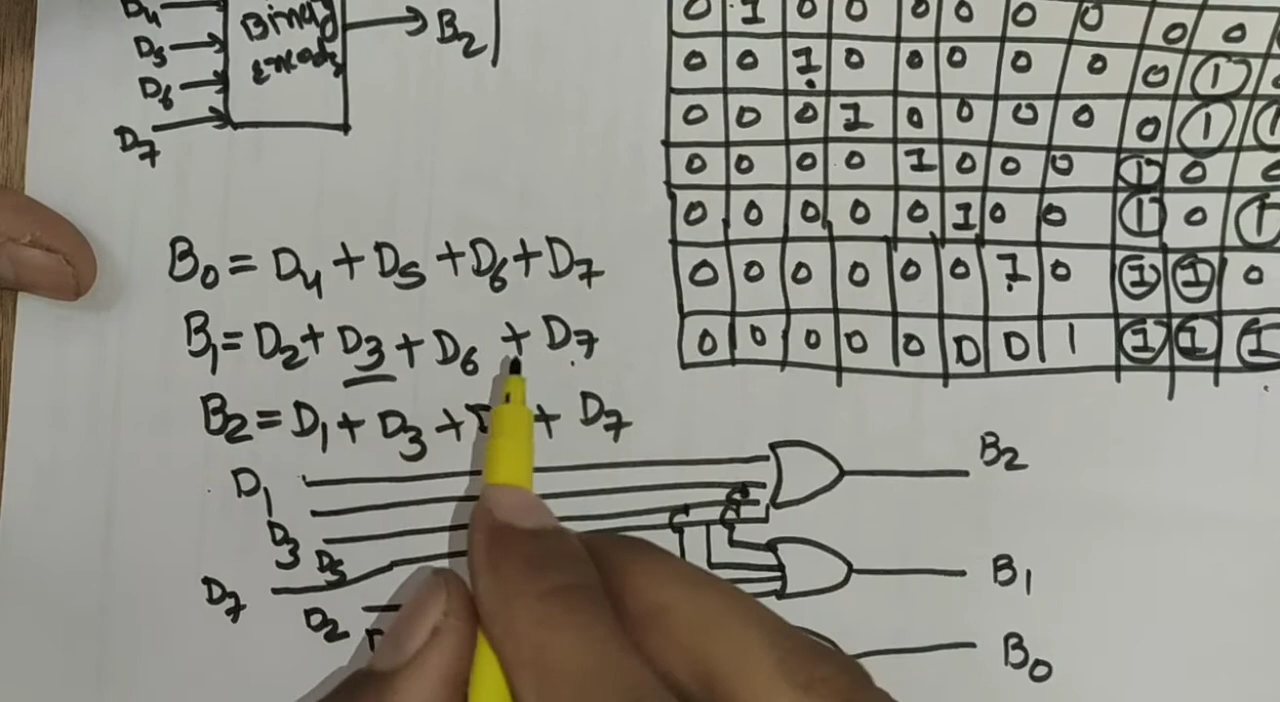 D4
D5
D6
D7
Binary
Encoder
B2
0 1 0 0 0 0 0 0 0 0
0 0 1 0 0 0 0 0 0 1
0 0 0 1 0 0 0 0 0 1 1
0 0 0 0 1 0 0 0 1 0 0
0 0 0 0 0 1 0 0 1 0 1
0 0 0 0 0 0 1 0 1 1 0
0 0 0 0 0 0 0 1 1 1 1
B0 = D4 + D5 + D6 + D7
B1 = D2 + D3 + D6 + D7
B2 = D1 + D3 + + D7
D1
D3
D5
D7
D2
B2
B1
B0